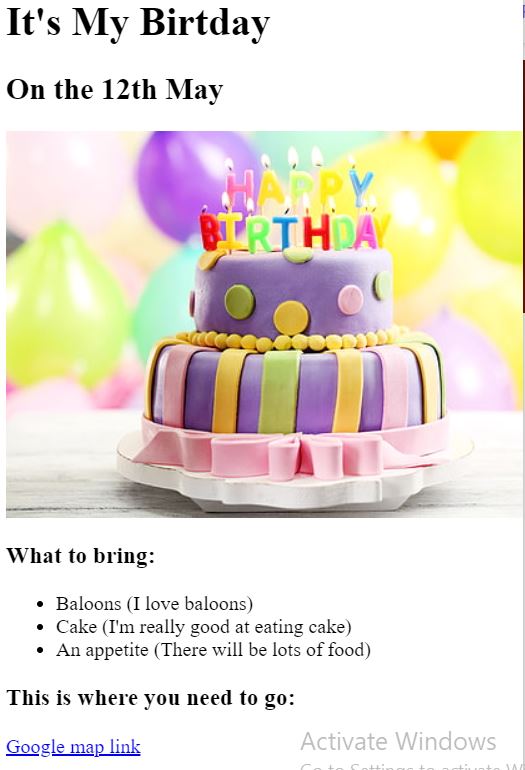 It's My Birtday
On the 12th May
HAPPY
BIRTHDAY
What to bring:
Baloons (I love baloons)
Cake (I'm really good at eating cake)
An appetite (There will be lots of food)
This is where you need to go:
Google map link
Activate Windows
Go to Settings to activate W